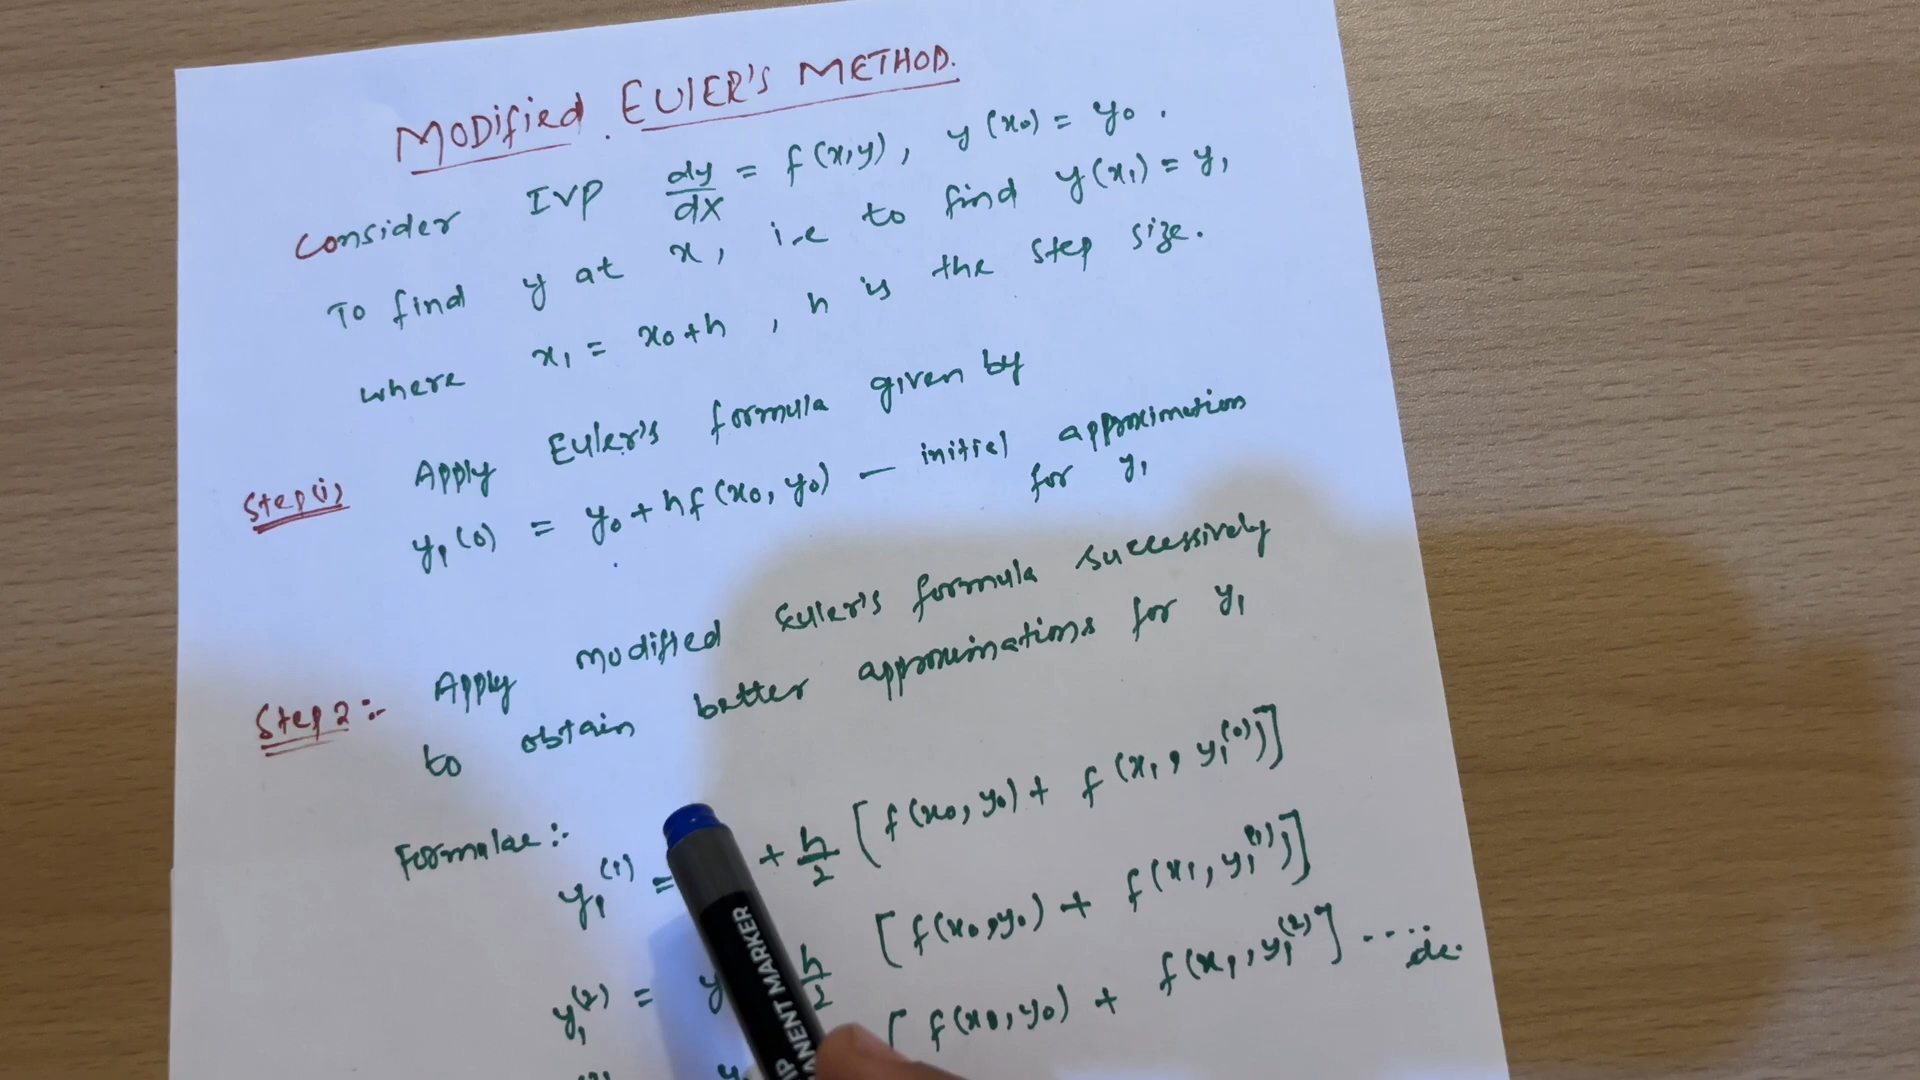 MODified EULER'S METHOD.
Consider IVP dy/dx = f(x,y), y(x₀) = y₀.
To find y at x, i.e to find y(x₁) = y₁
where x₁ = x₀+h, h is the step size.
Step(i) Apply Euler's formula given by
y₁(0) = y₀+hf(x₀, y₀) — initial approximation
for y₁
Step 2:- Apply modified Euler's formula successively
to obtain better approximations for y₁
Formulae:-
y₁⁽¹⁾ = + h/2 [f(x₀, y₀) + f(x₁, y₁⁽⁰⁾)]
y₁⁽²⁾ = y h/2 [f(x₀, y₀) + f(x₁, y₁⁽¹⁾)]
y [f(x₀, y₀) + f(x₁, y₁⁽²⁾] ....
PERMANENT MARKER